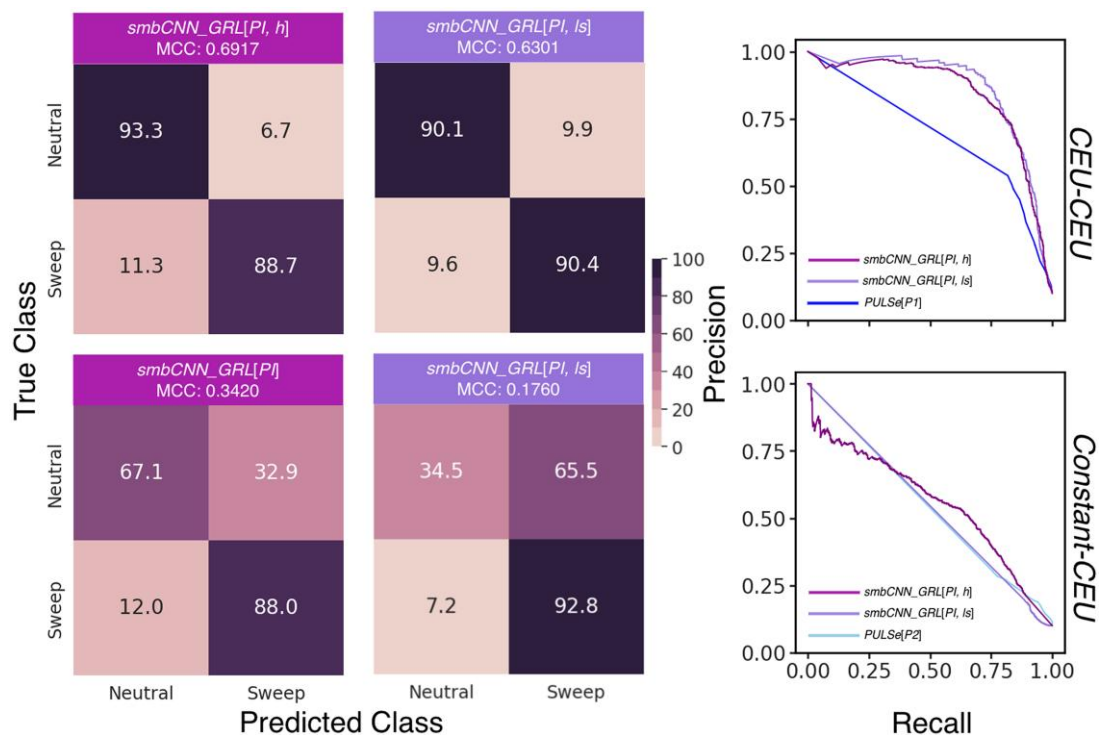 smbCNN_GRL[PI, h]
MCC: 0.6917
smbCNN_GRL[PI, ls]
MCC: 0.6301
True Class
Neutral
93.3
6.7
90.1
9.9
Sweep
11.3
88.7
9.6
90.4
smbCNN_GRL[PI]
MCC: 0.3420
smbCNN_GRL[PI, ls]
MCC: 0.1760
Neutral
67.1
32.9
34.5
65.5
Sweep
12.0
88.0
7.2
92.8
Neutral
Sweep
Neutral
Sweep
Predicted Class
100
80
60
40
20
0
Precision
1.00
0.75
0.50
0.25
0.00
smbCNN_GRL[PI, h]
smbCNN_GRL[PI, ls]
PULSe[P1]
CEU-CEU
1.00
0.75
0.50
0.25
0.00
smbCNN_GRL[PI, h]
smbCNN_GRL[PI, ls]
PULSe[P2]
Constant-CEU
0.00 0.25 0.50 0.75 1.00
Recall